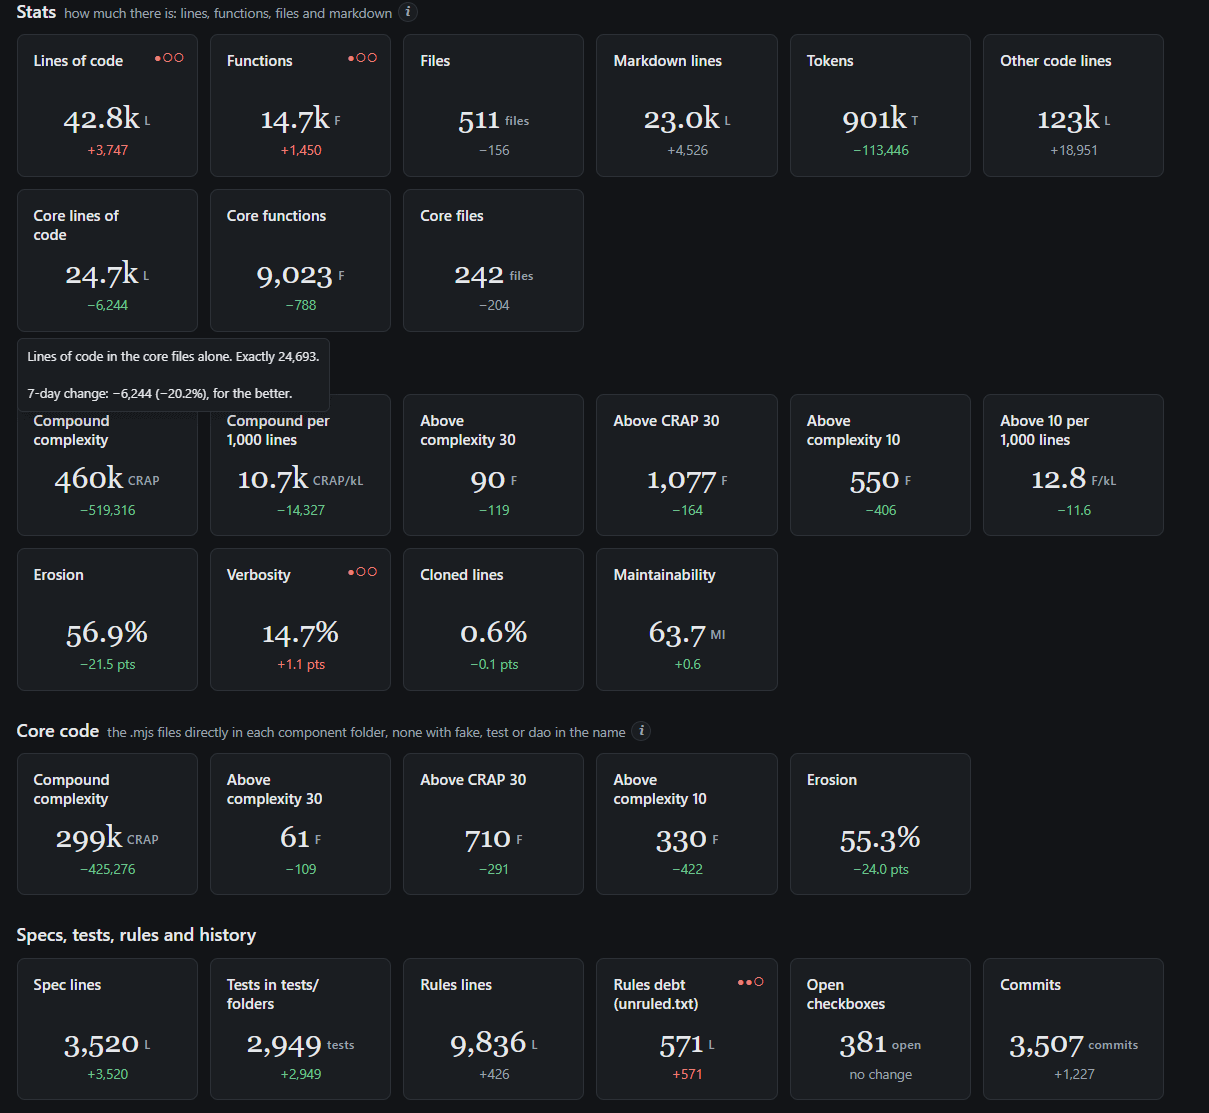 Stats how much there is: lines, functions, files and markdown i
Lines of code
42.8k L
+3,747
Functions
14.7k F
+1,450
Files
511 files
−156
Markdown lines
23.0k L
+4,526
Tokens
901k T
−113,446
Other code lines
123k L
+18,951
Core lines of
code
24.7k L
−6,244
Core functions
9,023 F
−788
Core files
242 files
−204
Lines of code in the core files alone. Exactly 24,693.
7-day change: −6,244 (−20.2%), for the better.
Compound
complexity
460k CRAP
−519,316
Compound per
1,000 lines
10.7k CRAP/kL
−14,327
Above
complexity 30
90 F
−119
Above CRAP 30
1,077 F
−164
Above
complexity 10
550 F
−406
Above 10 per
1,000 lines
12.8 F/kL
−11.6
Erosion
56.9%
−21.5 pts
Verbosity
14.7%
+1.1 pts
Cloned lines
0.6%
−0.1 pts
Maintainability
63.7 MI
+0.6
Core code the .mjs files directly in each component folder, none with fake, test or dao in the name i
Compound
complexity
299k CRAP
−425,276
Above
complexity 30
61 F
−109
Above CRAP 30
710 F
−291
Above
complexity 10
330 F
−422
Erosion
55.3%
−24.0 pts
Specs, tests, rules and history
Spec lines
3,520 L
+3,520
Tests in tests/
folders
2,949 tests
+2,949
Rules lines
9,836 L
+426
Rules debt
(unruled.txt)
571 L
+571
Open
checkboxes
381 open
no change
Commits
3,507 commits
+1,227